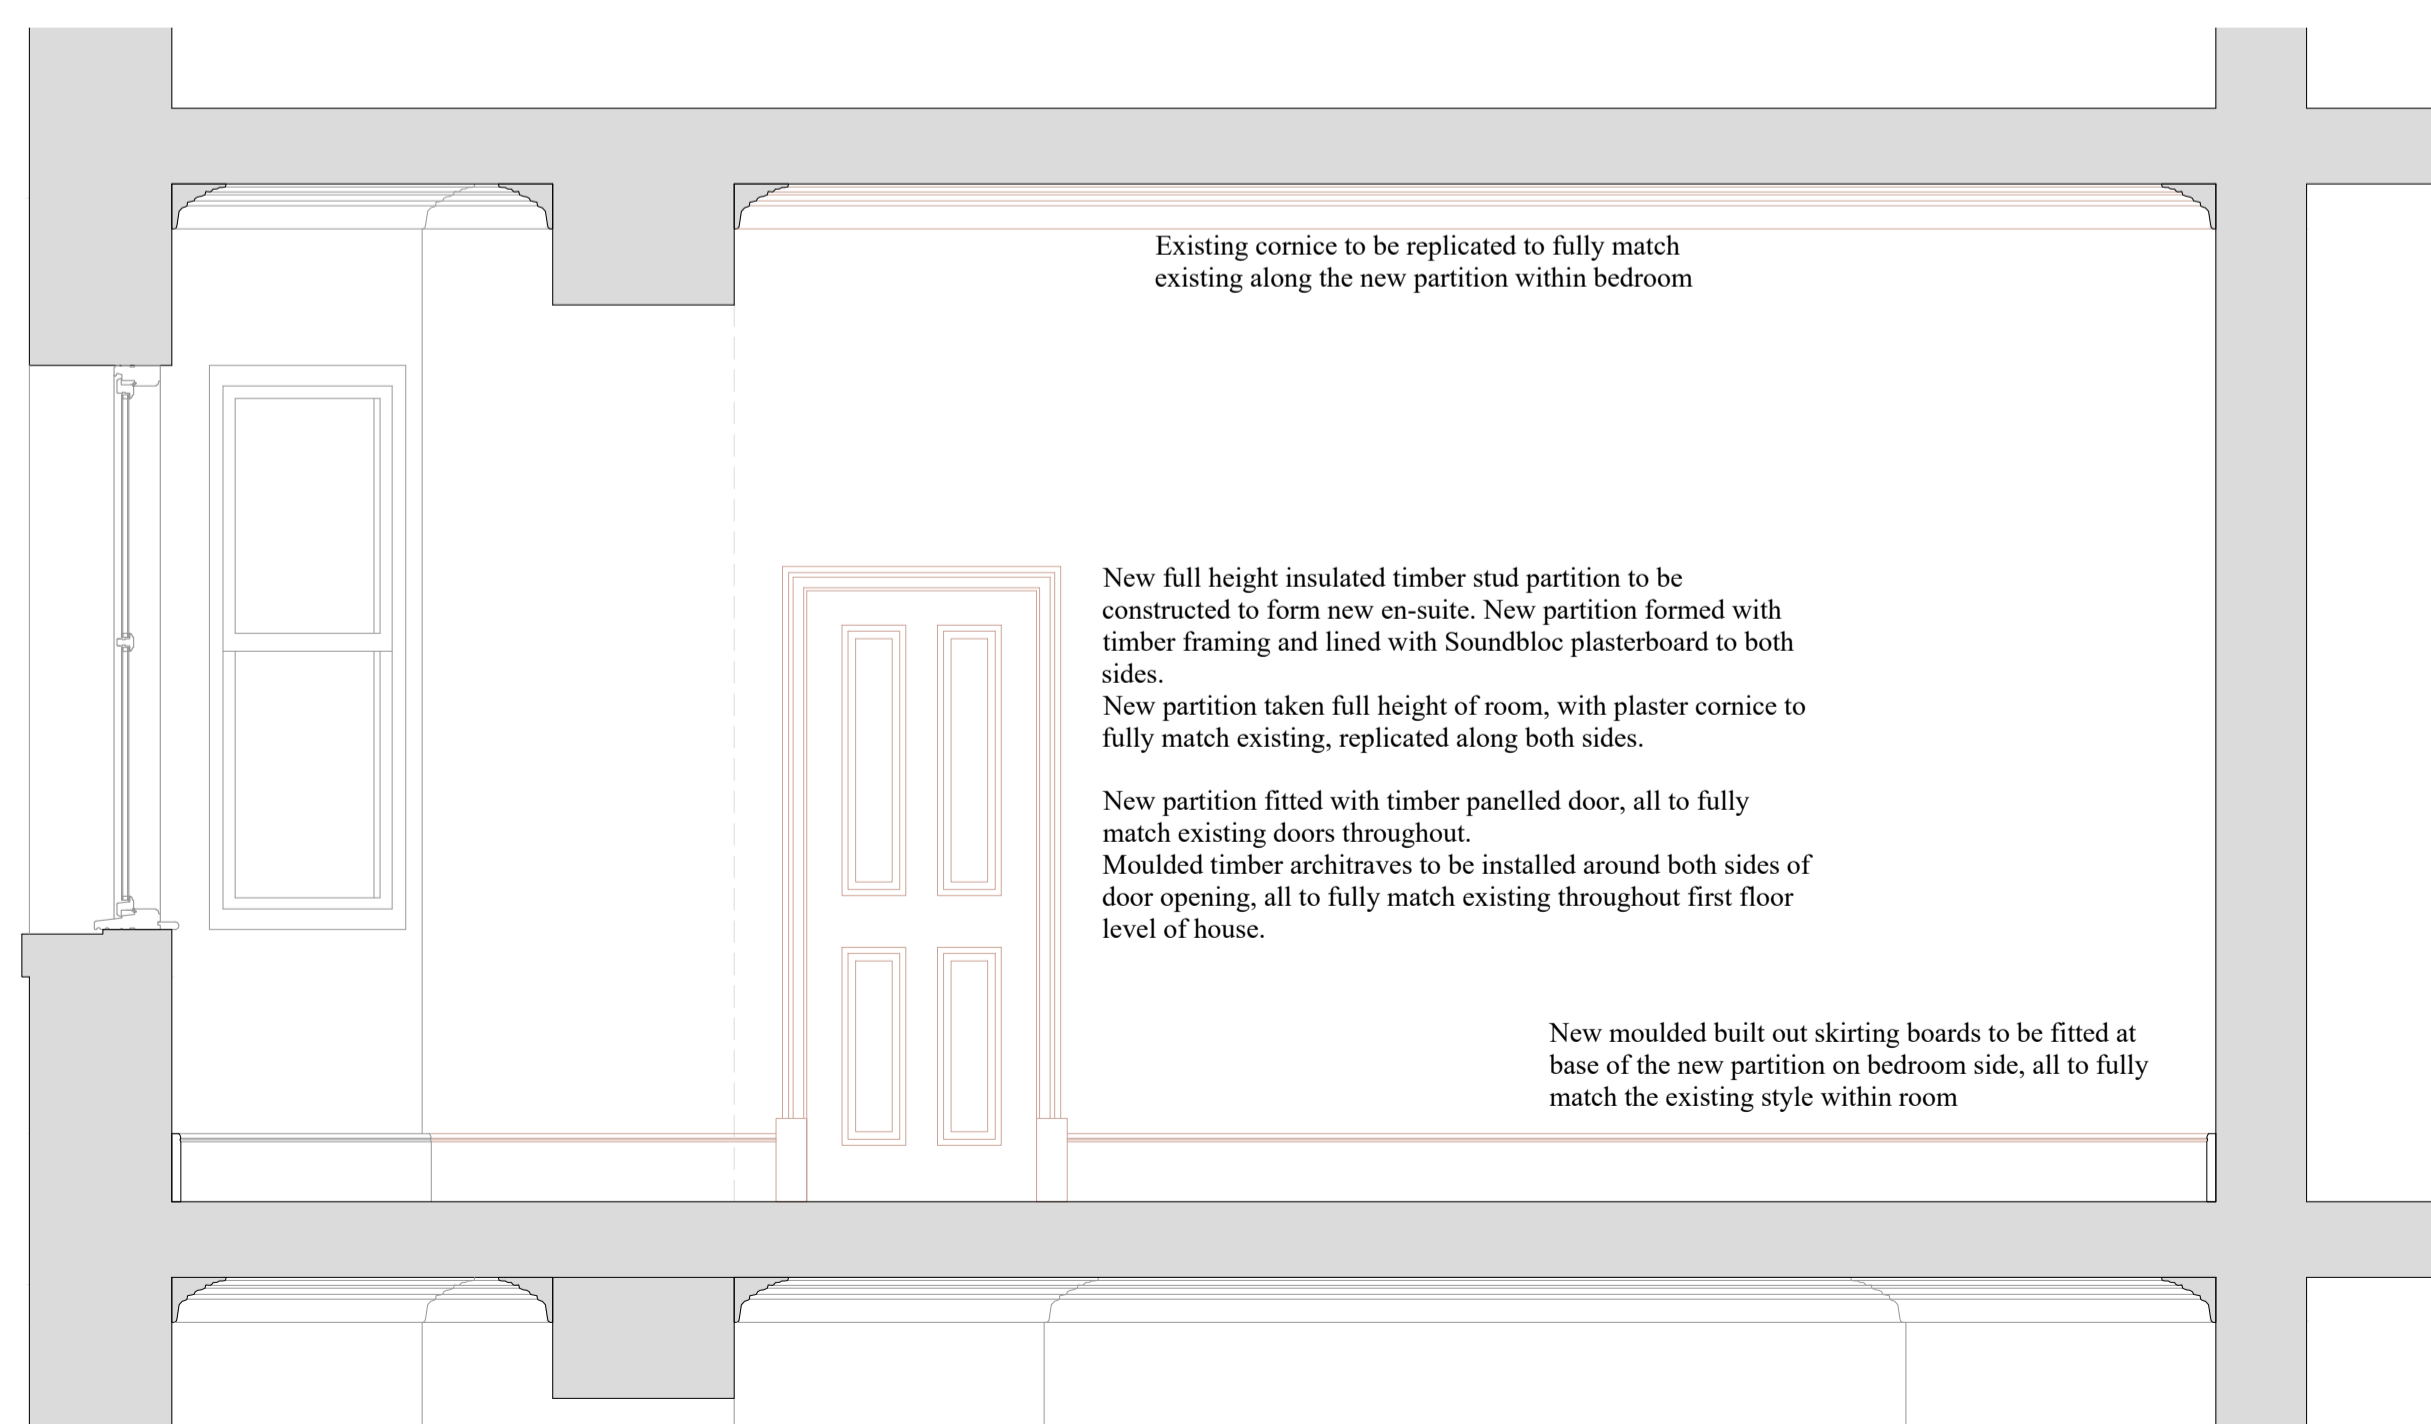 Existing cornice to be replicated to fully match
existing along the new partition within bedroom
New full height insulated timber stud partition to be
constructed to form new en-suite. New partition formed with
timber framing and lined with Soundbloc plasterboard to both
sides.
New partition taken full height of room, with plaster cornice to
fully match existing, replicated along both sides.
New partition fitted with timber panelled door, all to fully
match existing doors throughout.
Moulded timber architraves to be installed around both sides of
door opening, all to fully match existing throughout first floor
level of house.
New moulded built out skirting boards to be fitted at
base of the new partition on bedroom side, all to fully
match the existing style within room